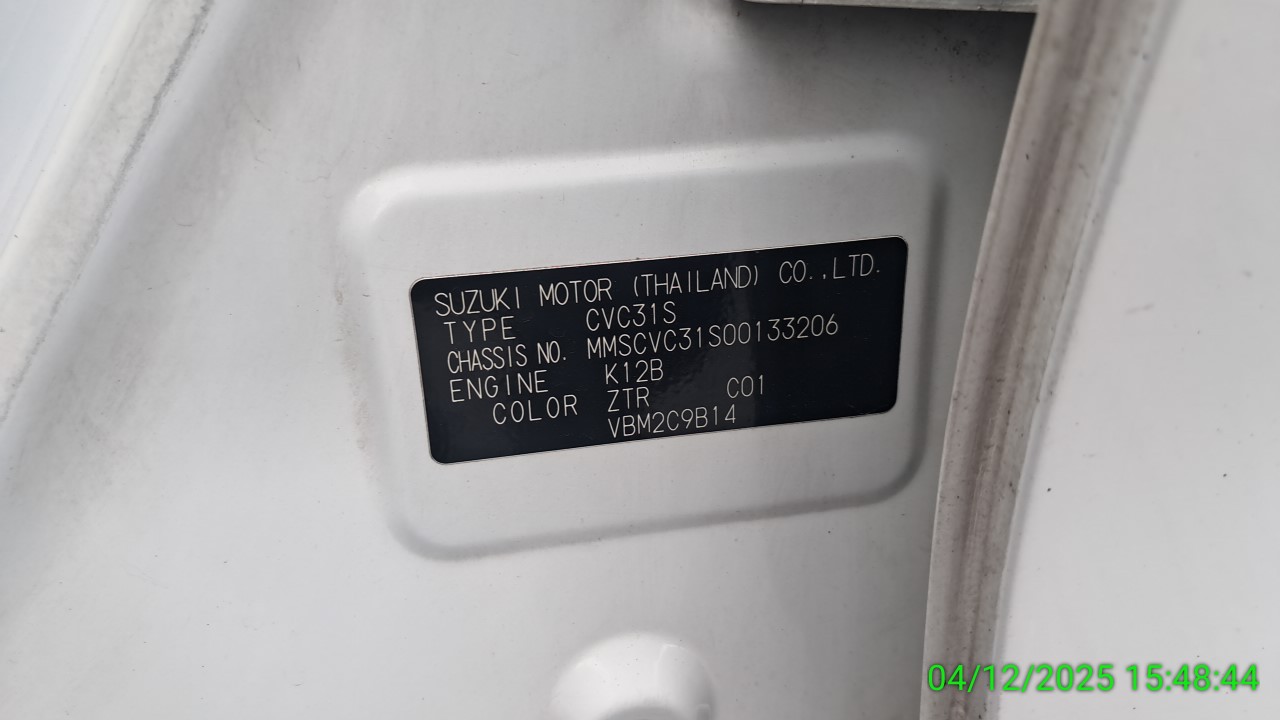 SUZUKI MOTOR (THAILAND) CO.,LTD.
TYPE CVC31S
CHASSIS NO. MMSCVC31S00133206
ENGINE K12B
COLOR ZTR C01
VBM2C9B14
04/12/2025 15:48:44